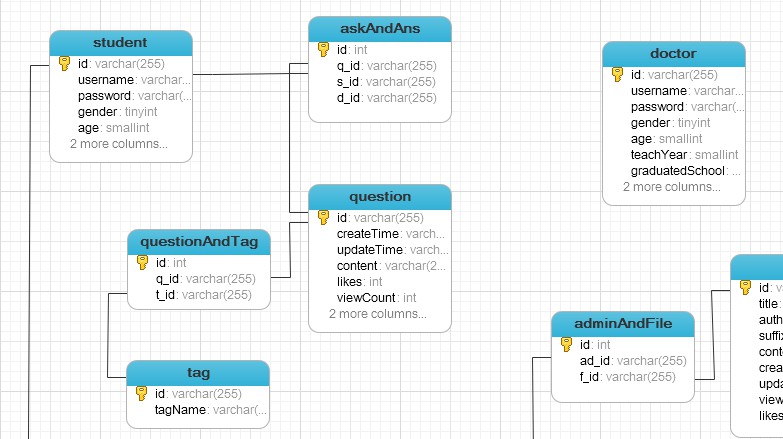 student
id: varchar(255)
username: varchar...
password: varchar(...
gender: tinyint
age: smallint
2 more columns...
askAndAns
id: int
q_id: varchar(255)
s_id: varchar(255)
d_id: varchar(255)
doctor
id: varchar(255)
username: varchar...
password: varchar(...
gender: tinyint
age: smallint
teachYear: smallint
graduatedSchool: ...
2 more columns...
questionAndTag
id: int
q_id: varchar(255)
t_id: varchar(255)
question
id: varchar(255)
createTime: varch...
updateTime: varch...
content: varchar(2...
likes: int
viewCount: int
2 more columns...
tag
id: varchar(255)
tagName: varchar(...
adminAndFile
id: int
ad_id: varchar(255)
f_id: varchar(255)
id: v
title:
auth
suffix
cont
crea
upda
view
likes